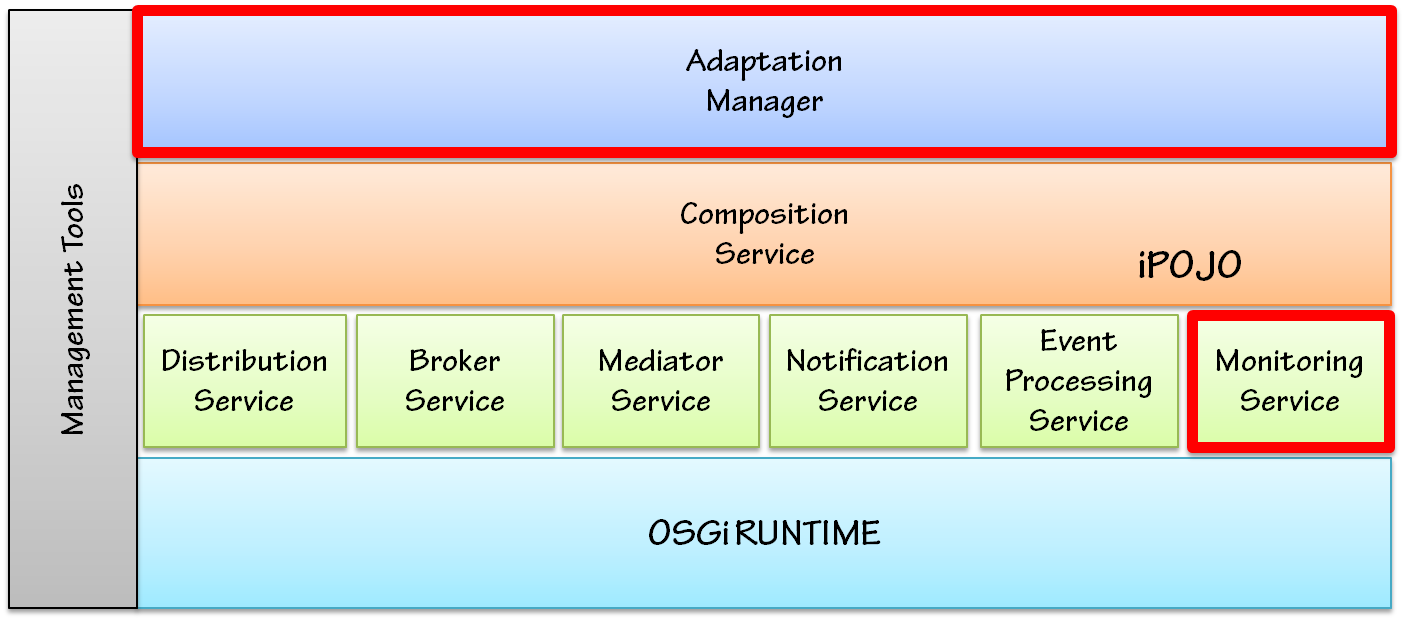 Management Tools
Adaptation
Manager
Composition
Service
iPOJO
Distribution
Service
Broker
Service
Mediator
Service
Notification
Service
Event
Processing
Service
Monitoring
Service
OSGi RUNTIME